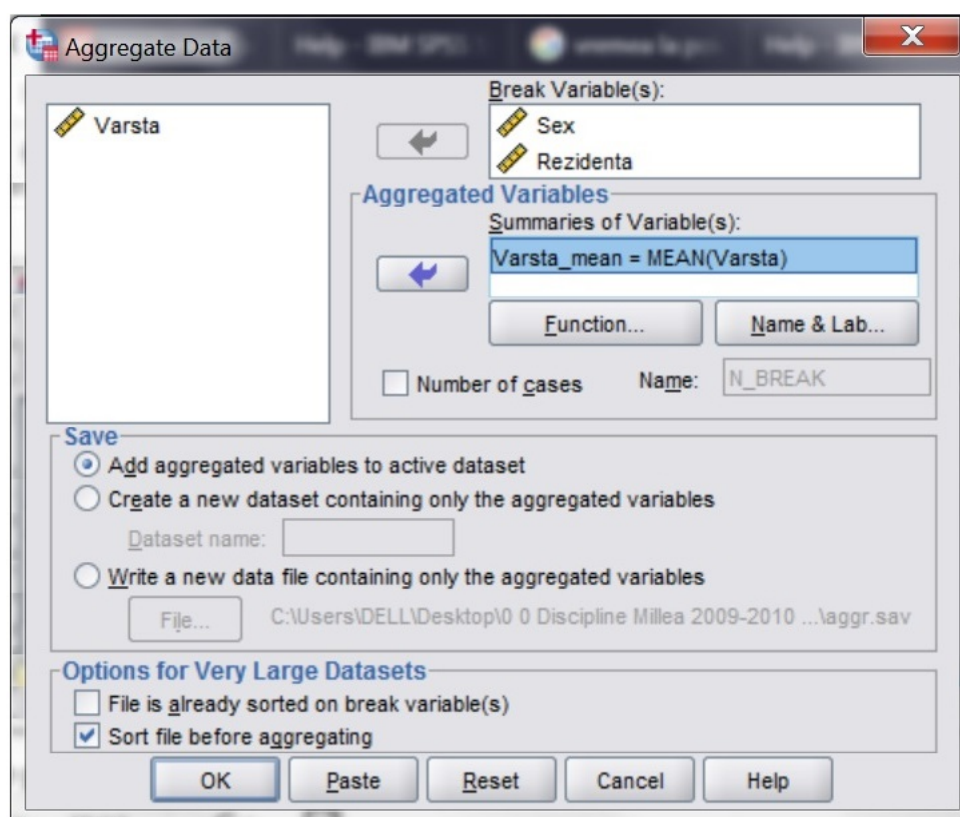 Aggregate Data
Help - IBM SPS
X
Break Variable(s):
Varsta
Sex
Rezidenta
Aggregated Variables
Summaries of Variable(s):
Varsta_mean = MEAN(Varsta)
Function...
Name & Lab...
Number of cases
Name:
N_BREAK
Save
Add aggregated variables to active dataset
Create a new dataset containing only the aggregated variables
Dataset name:
Write a new data file containing only the aggregated variables
File...
C:\Users\DELL\Desktop\0 0 Discipline Millea 2009-2010 ...\aggr.sav
Options for Very Large Datasets
File is already sorted on break variable(s)
Sort file before aggregating
OK
Paste
Reset
Cancel
Help